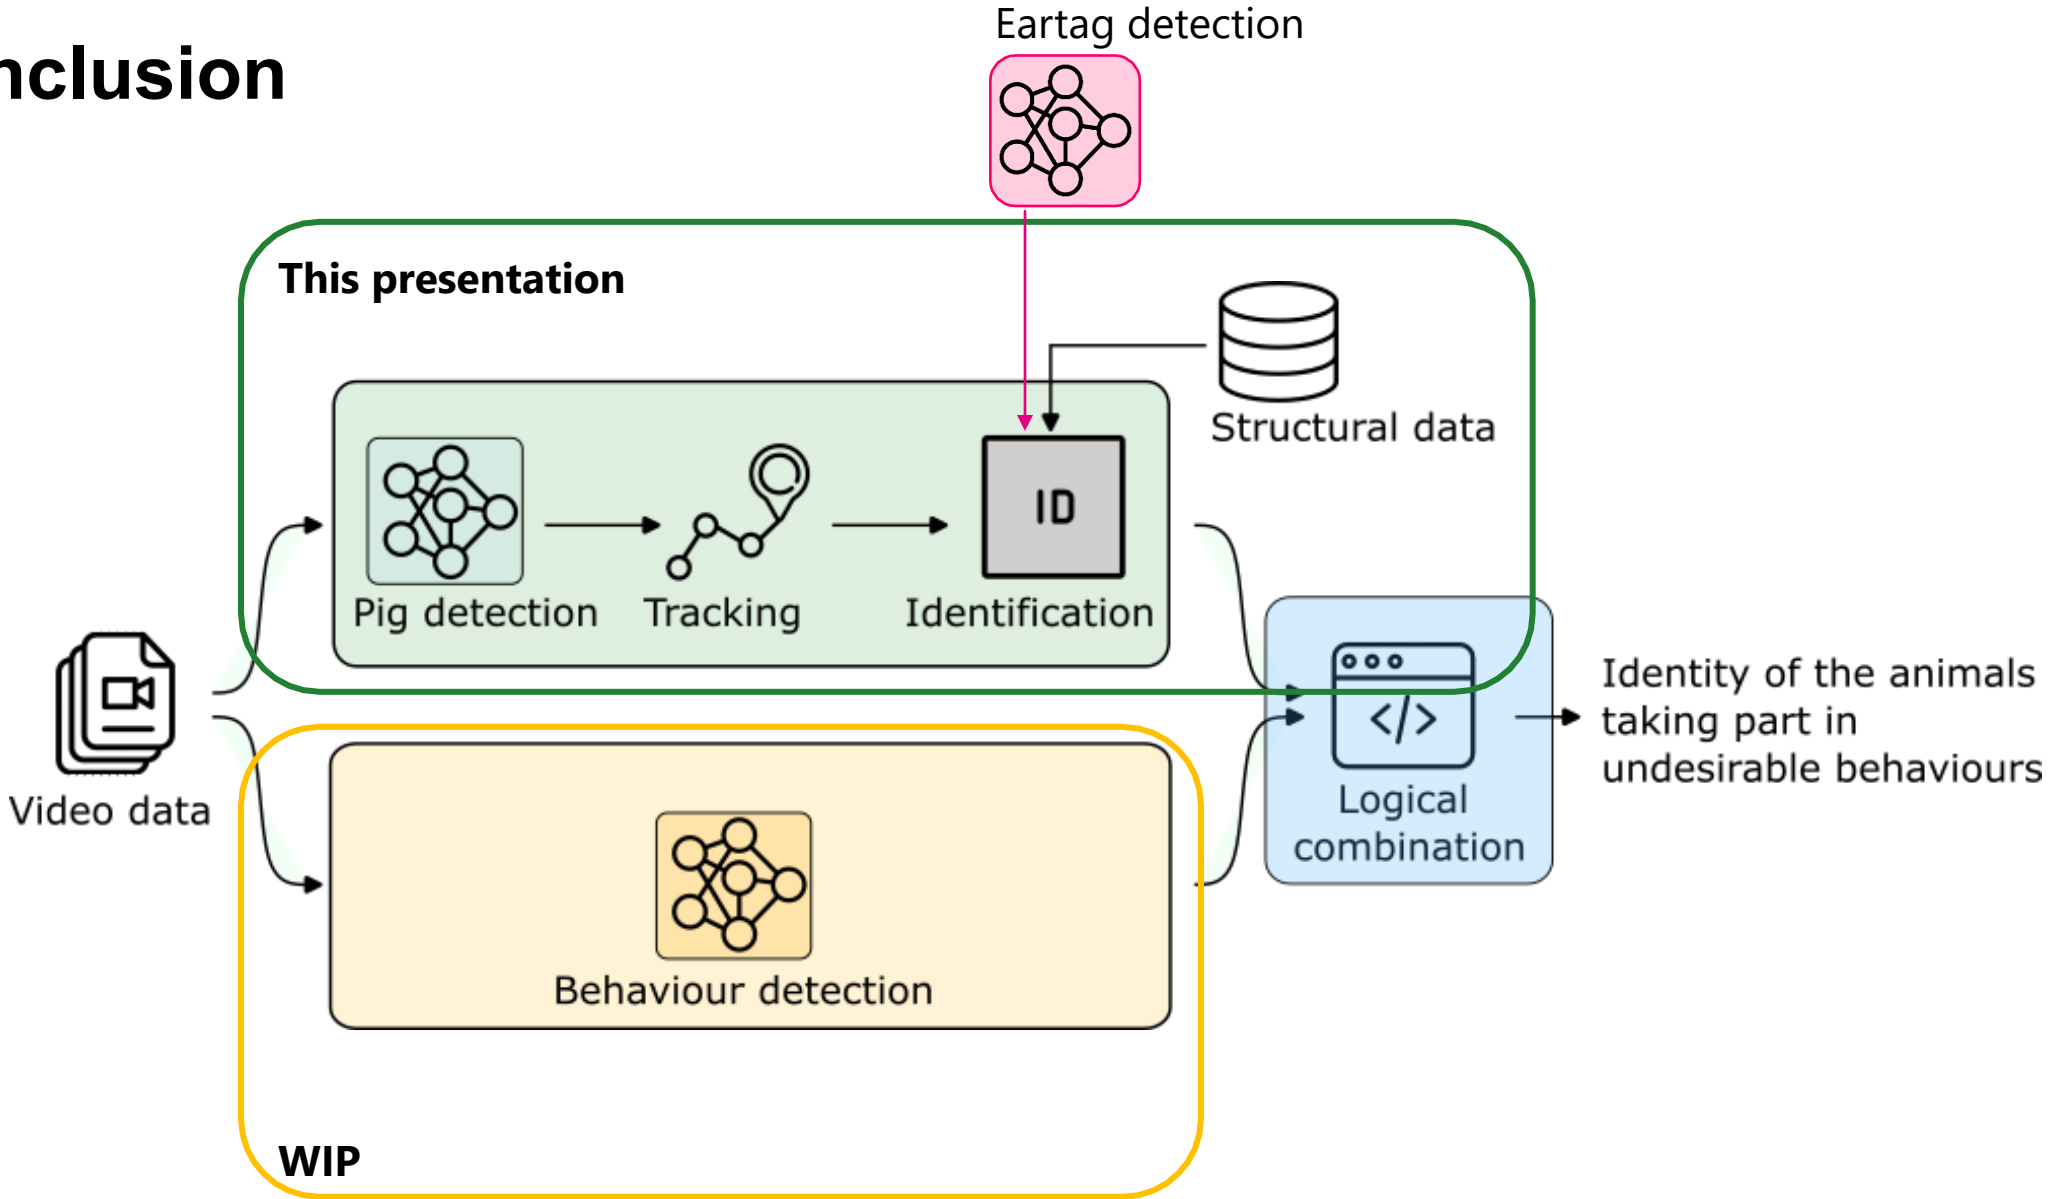 Eartag detection
nclusion
This presentation
Structural data
ID
Pig detection
Tracking
Identification
Video data
Identity of the animals
taking part in
undesirable behaviours
</>
Logical
combination
Behaviour detection
WIP